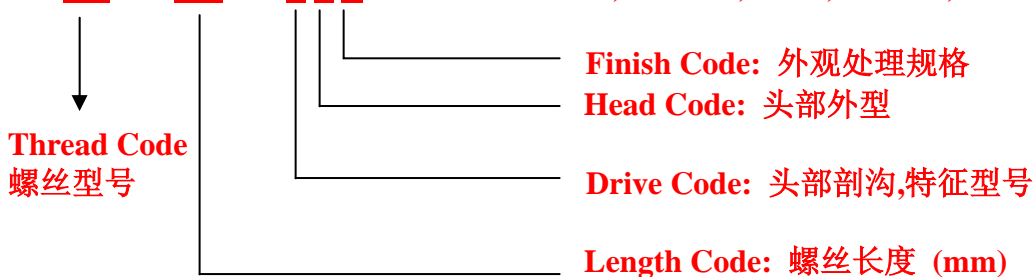 Finish Code: 外观处理规格
Head Code: 头部外型
Thread Code
螺丝型号
Drive Code: 头部剖沟,特征型号
Length Code: 螺丝长度 (mm)